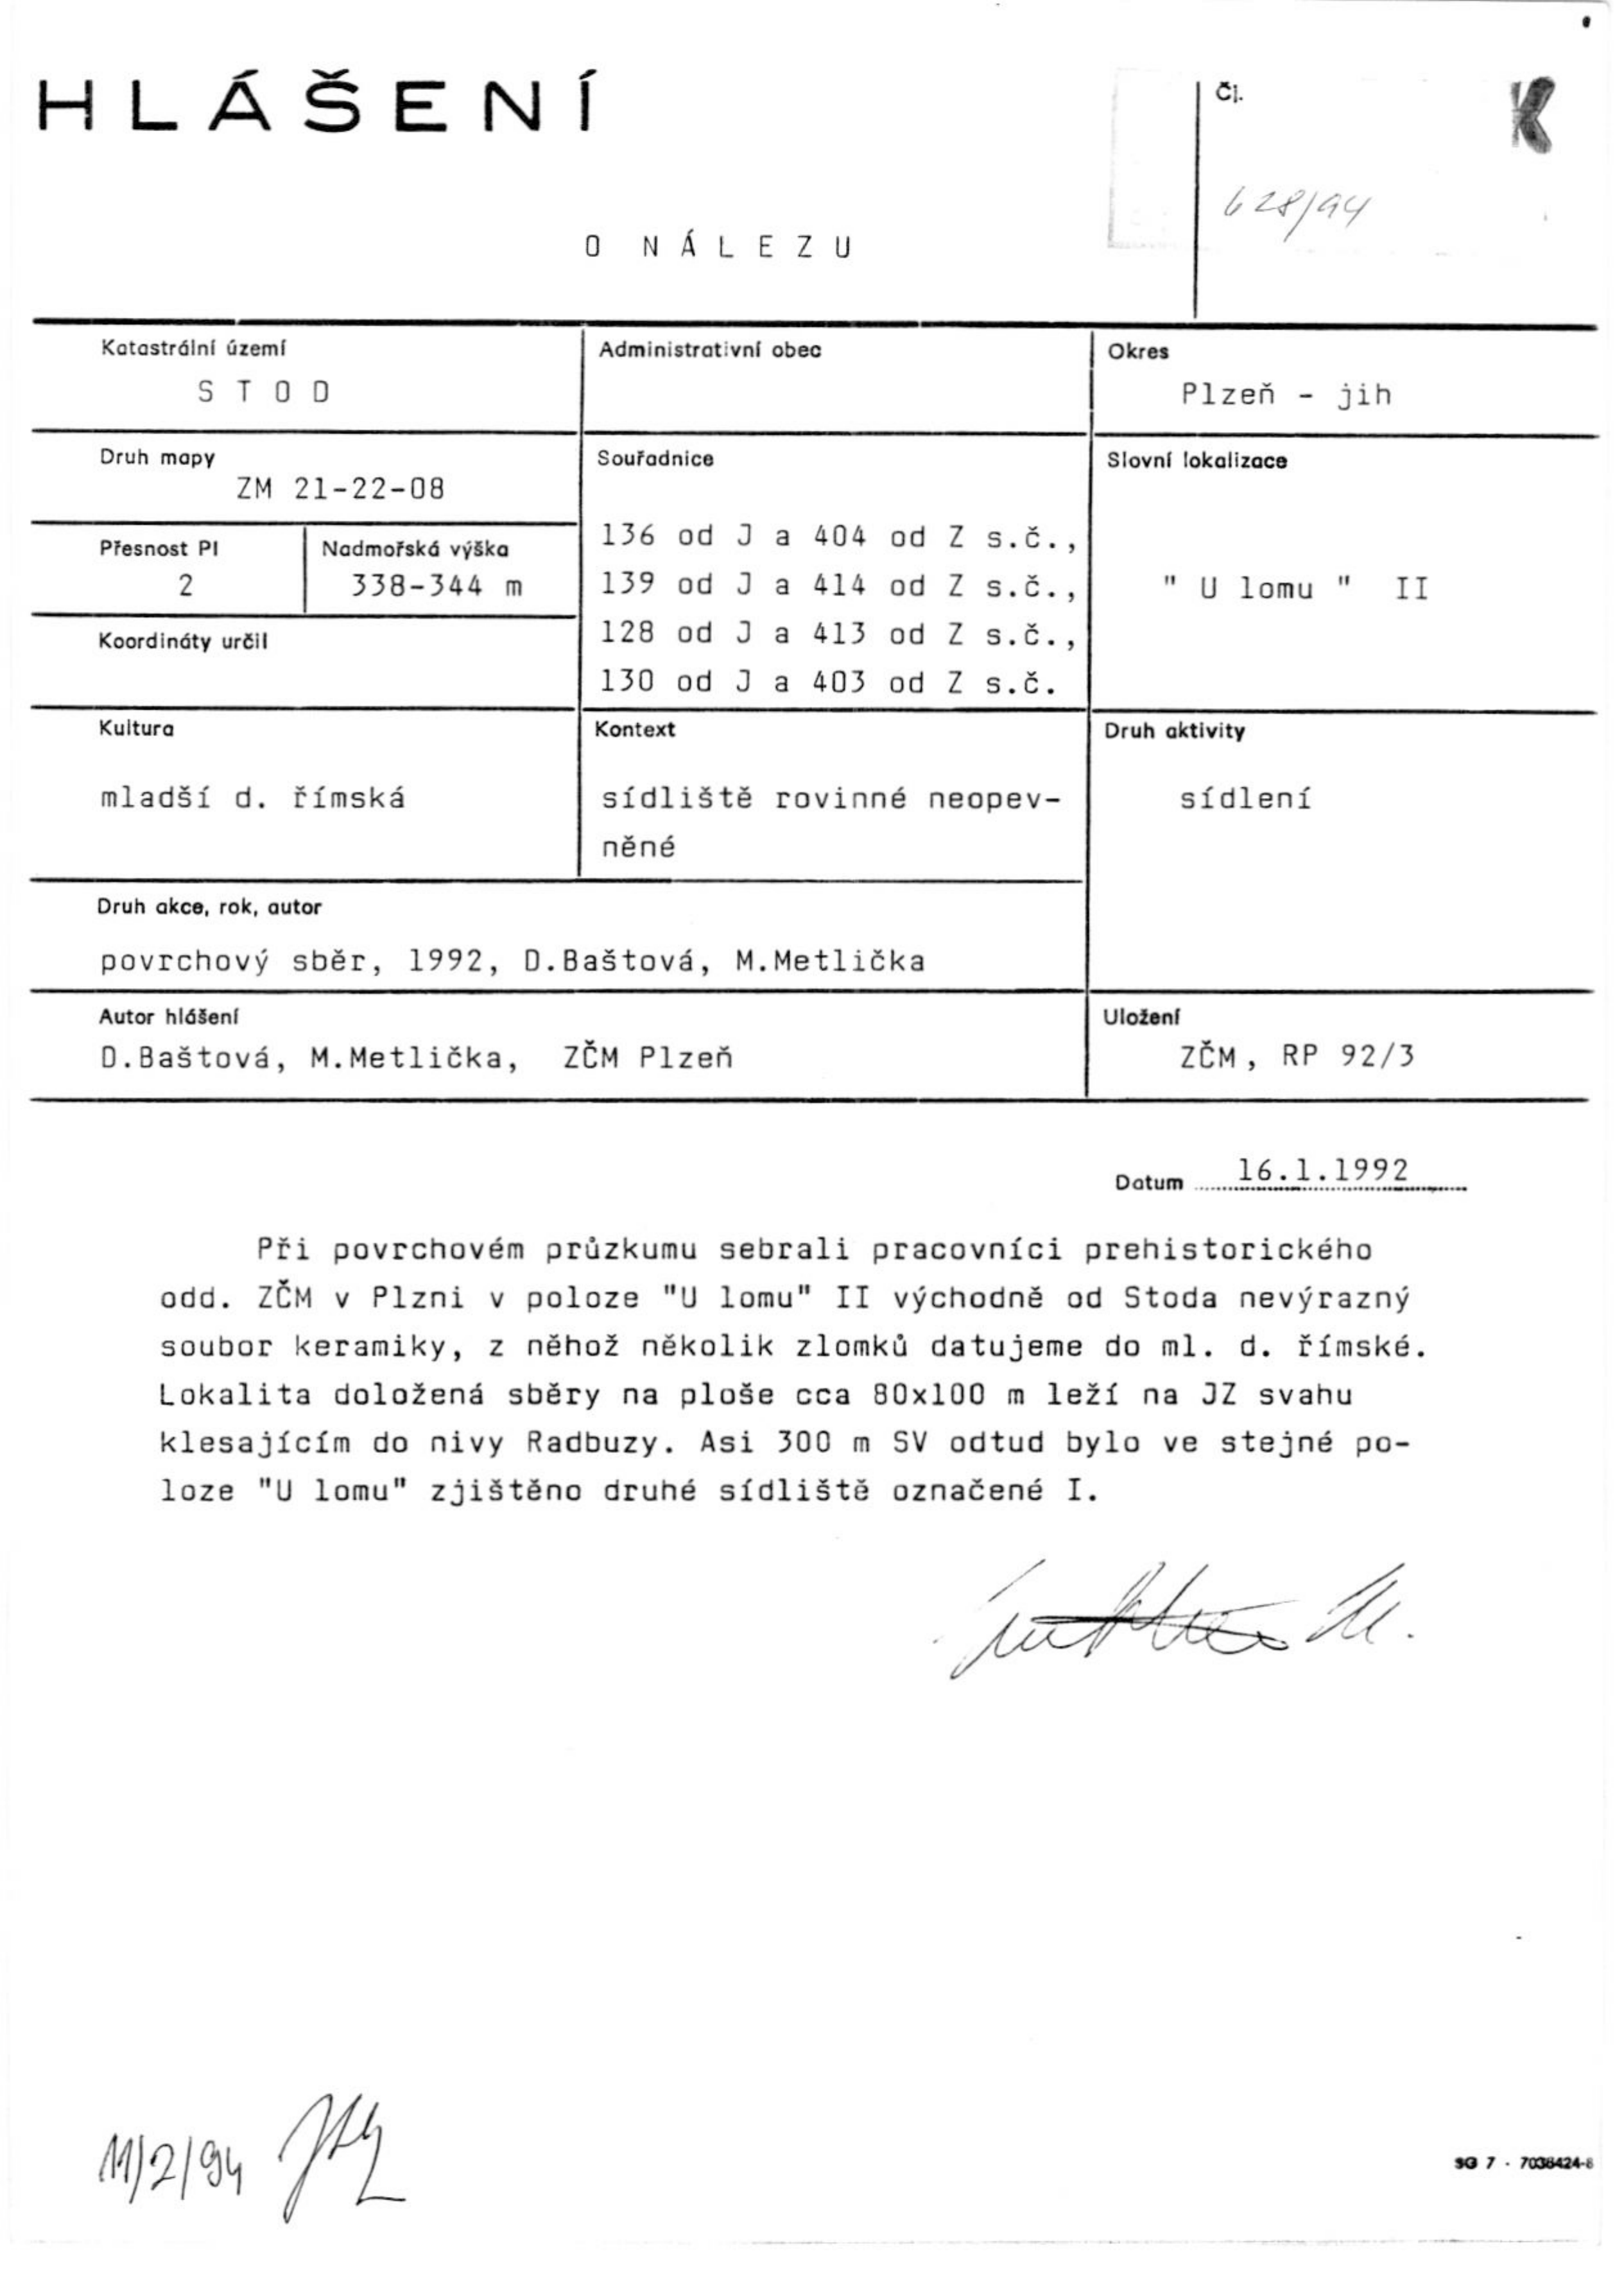 HLÁŠENÍ
Čj.
K
628/94
O NÁLEZU
Katastrální území
STOD
Administrativní obec
Okres
Plzeň - jih
Druh mapy
ZM 21-22-08
Souřadnice
136 od J a 404 od Z s.č.,
139 od J a 414 od Z s.č.,
128 od J a 413 od Z s.č.,
130 od J a 403 od Z s.č.
Slovní lokalizace
" U lomu " II
Přesnost PI
2
Nadmořská výška
338-344 m
Koordináty určil
Kultura
mladší d. římská
Kontext
sídliště rovinné neopev-
něné
Druh aktivity
sídlení
Druh akce, rok, autor
povrchový sběr, 1992, D.Baštová, M.Metlička
Autor hlášení
D.Baštová, M.Metlička, ZČM Plzeň
Uložení
ZČM, RP 92/3
Datum 16.1.1992
Při povrchovém průzkumu sebrali pracovníci prehistorického
odd. ZČM v Plzni v poloze "U lomu" II východně od Stoda nevýrazný
soubor keramiky, z něhož několik zlomků datujeme do ml. d. římské.
Lokalita doložená sběry na ploše cca 80x100 m leží na JZ svahu
klesajícím do nivy Radbuzy. Asi 300 m SV odtud bylo ve stejné po-
loze "U lomu" zjištěno druhé sídliště označené I.
11/2/94
SG 7 - 7036424-8